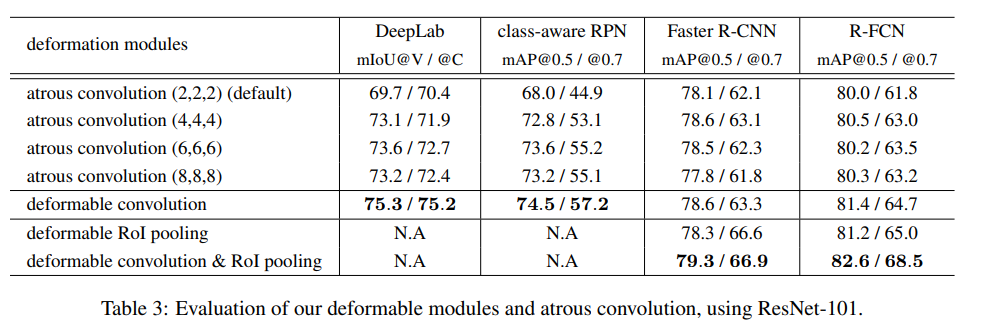 deformation modules DeepLab class-aware RPN Faster R-CNN R-FCN
mIoU@V / @C mAP@0.5 / @0.7 mAP@0.5 / @0.7 mAP@0.5 / @0.7
atrous convolution (2,2,2) (default) 69.7 / 70.4 68.0 / 44.9 78.1 / 62.1 80.0 / 61.8
atrous convolution (4,4,4) 73.1 / 71.9 72.8 / 53.1 78.6 / 63.1 80.5 / 63.0
atrous convolution (6,6,6) 73.6 / 72.7 73.6 / 55.2 78.5 / 62.3 80.2 / 63.5
atrous convolution (8,8,8) 73.2 / 72.4 73.2 / 55.1 77.8 / 61.8 80.3 / 63.2
deformable convolution 75.3 / 75.2 74.5 / 57.2 78.6 / 63.3 81.4 / 64.7
deformable RoI pooling N.A N.A 78.3 / 66.6 81.2 / 65.0
deformable convolution & RoI pooling N.A N.A 79.3 / 66.9 82.6 / 68.5
Table 3: Evaluation of our deformable modules and atrous convolution, using ResNet-101.